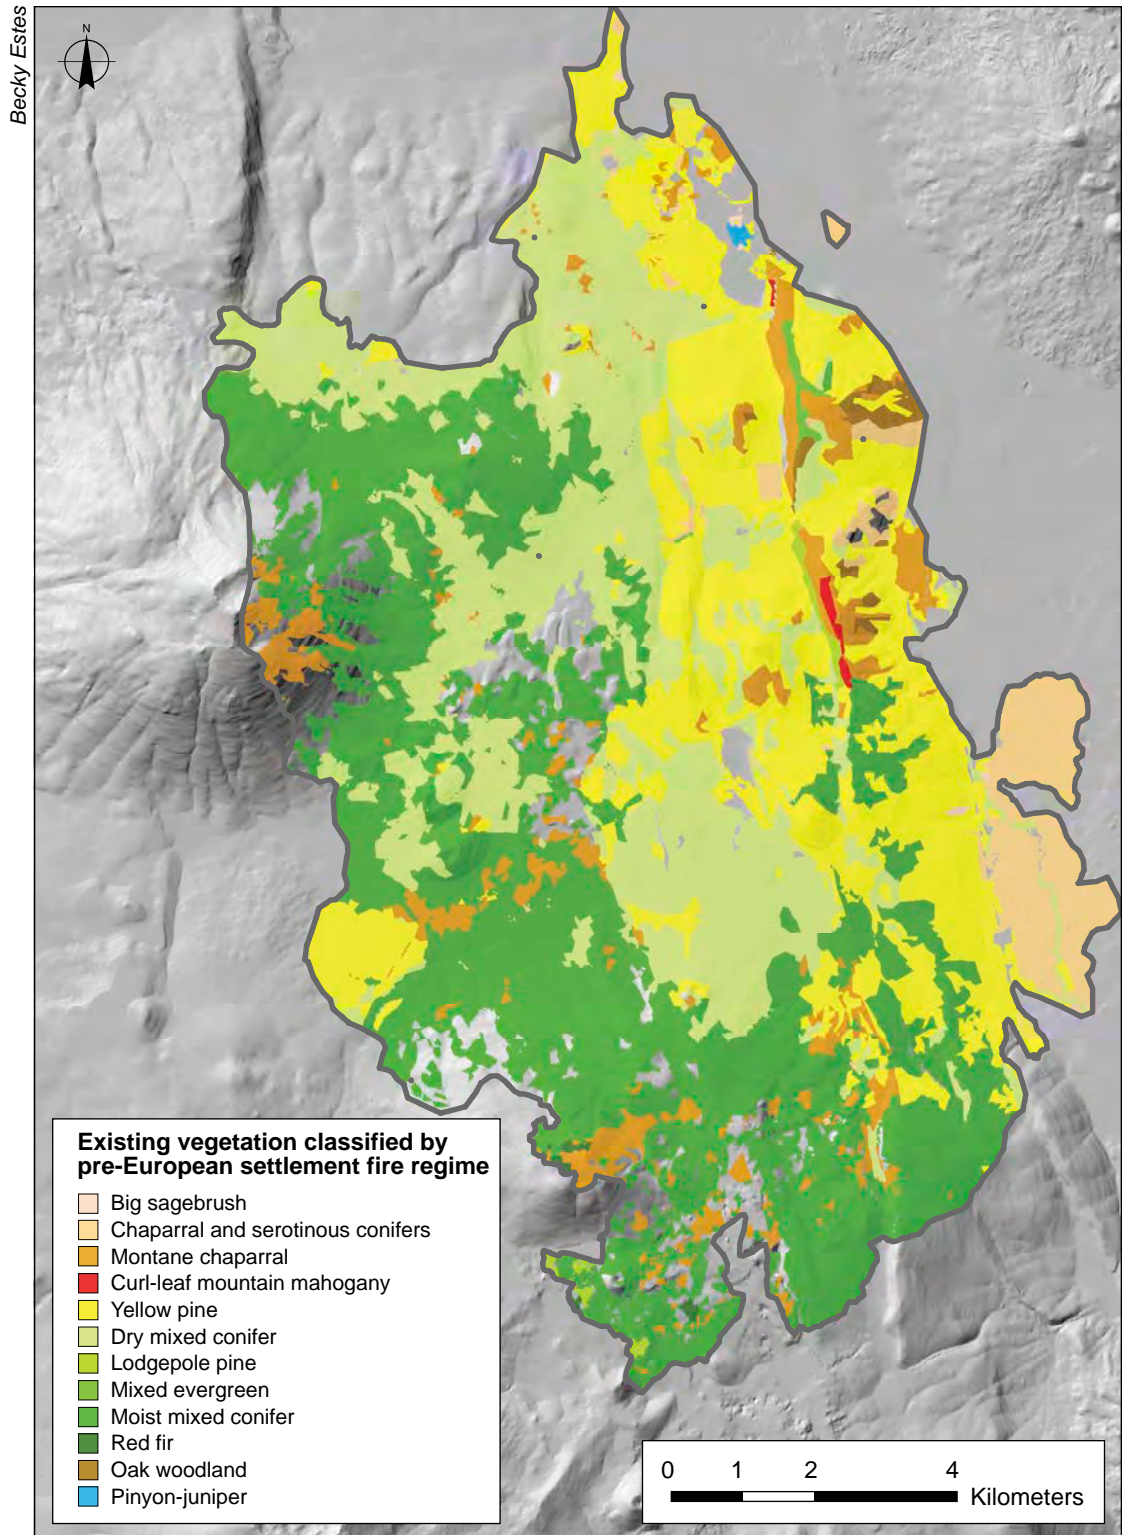 Becky Estes
N
Existing vegetation classified by
pre-European settlement fire regime
Big sagebrush
Chaparral and serotinous conifers
Montane chaparral
Curl-leaf mountain mahogany
Yellow pine
Dry mixed conifer
Lodgepole pine
Mixed evergreen
Moist mixed conifer
Red fir
Oak woodland
Pinyon-juniper
0 1 2 4
Kilometers